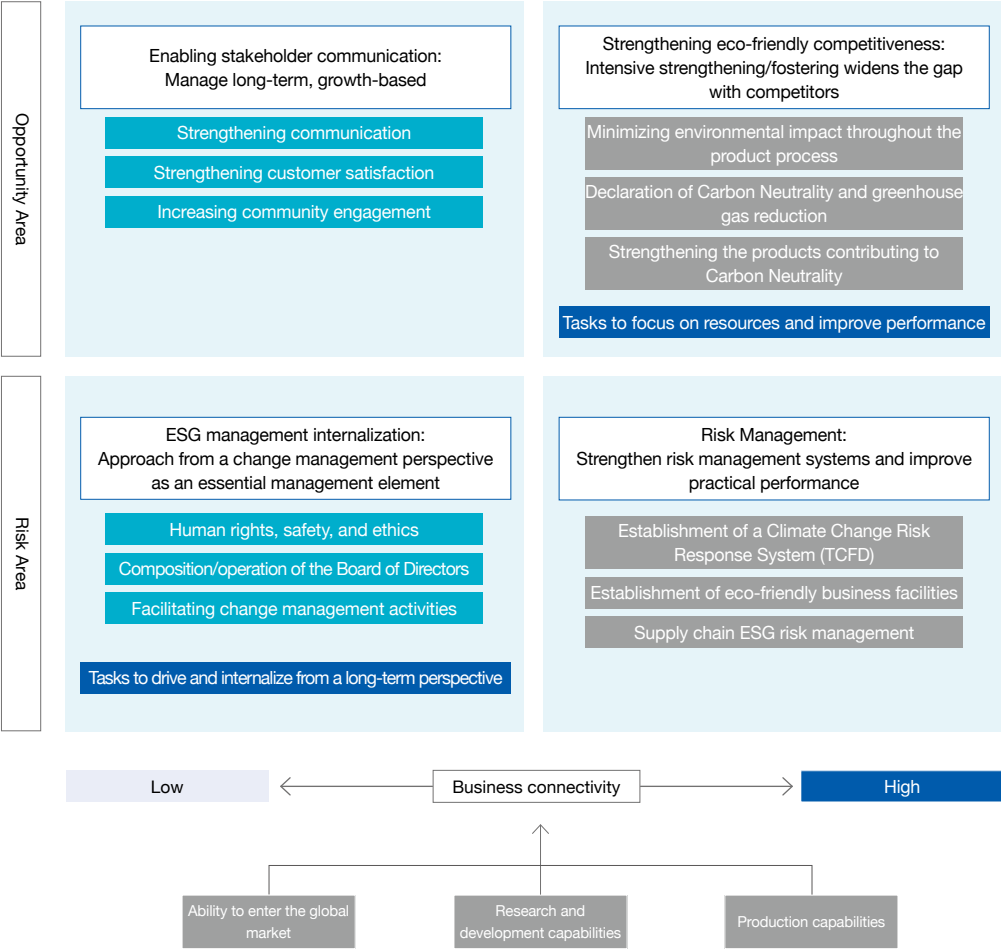 Opportunity Area
Enabling stakeholder communication:
Manage long-term, growth-based
Strengthening communication
Strengthening customer satisfaction
Increasing community engagement
Strengthening eco-friendly competitiveness:
Intensive strengthening/fostering widens the gap
with competitors
Minimizing environmental impact throughout the
product process
Declaration of Carbon Neutrality and greenhouse
gas reduction
Strengthening the products contributing to
Carbon Neutrality
Tasks to focus on resources and improve performance
Risk Area
ESG management internalization:
Approach from a change management perspective
as an essential management element
Human rights, safety, and ethics
Composition/operation of the Board of Directors
Facilitating change management activities
Tasks to drive and internalize from a long-term perspective
Risk Management:
Strengthen risk management systems and improve
practical performance
Establishment of a Climate Change Risk
Response System (TCFD)
Establishment of eco-friendly business facilities
Supply chain ESG risk management
Low
Business connectivity
High
Ability to enter the global
market
Research and
development capabilities
Production capabilities